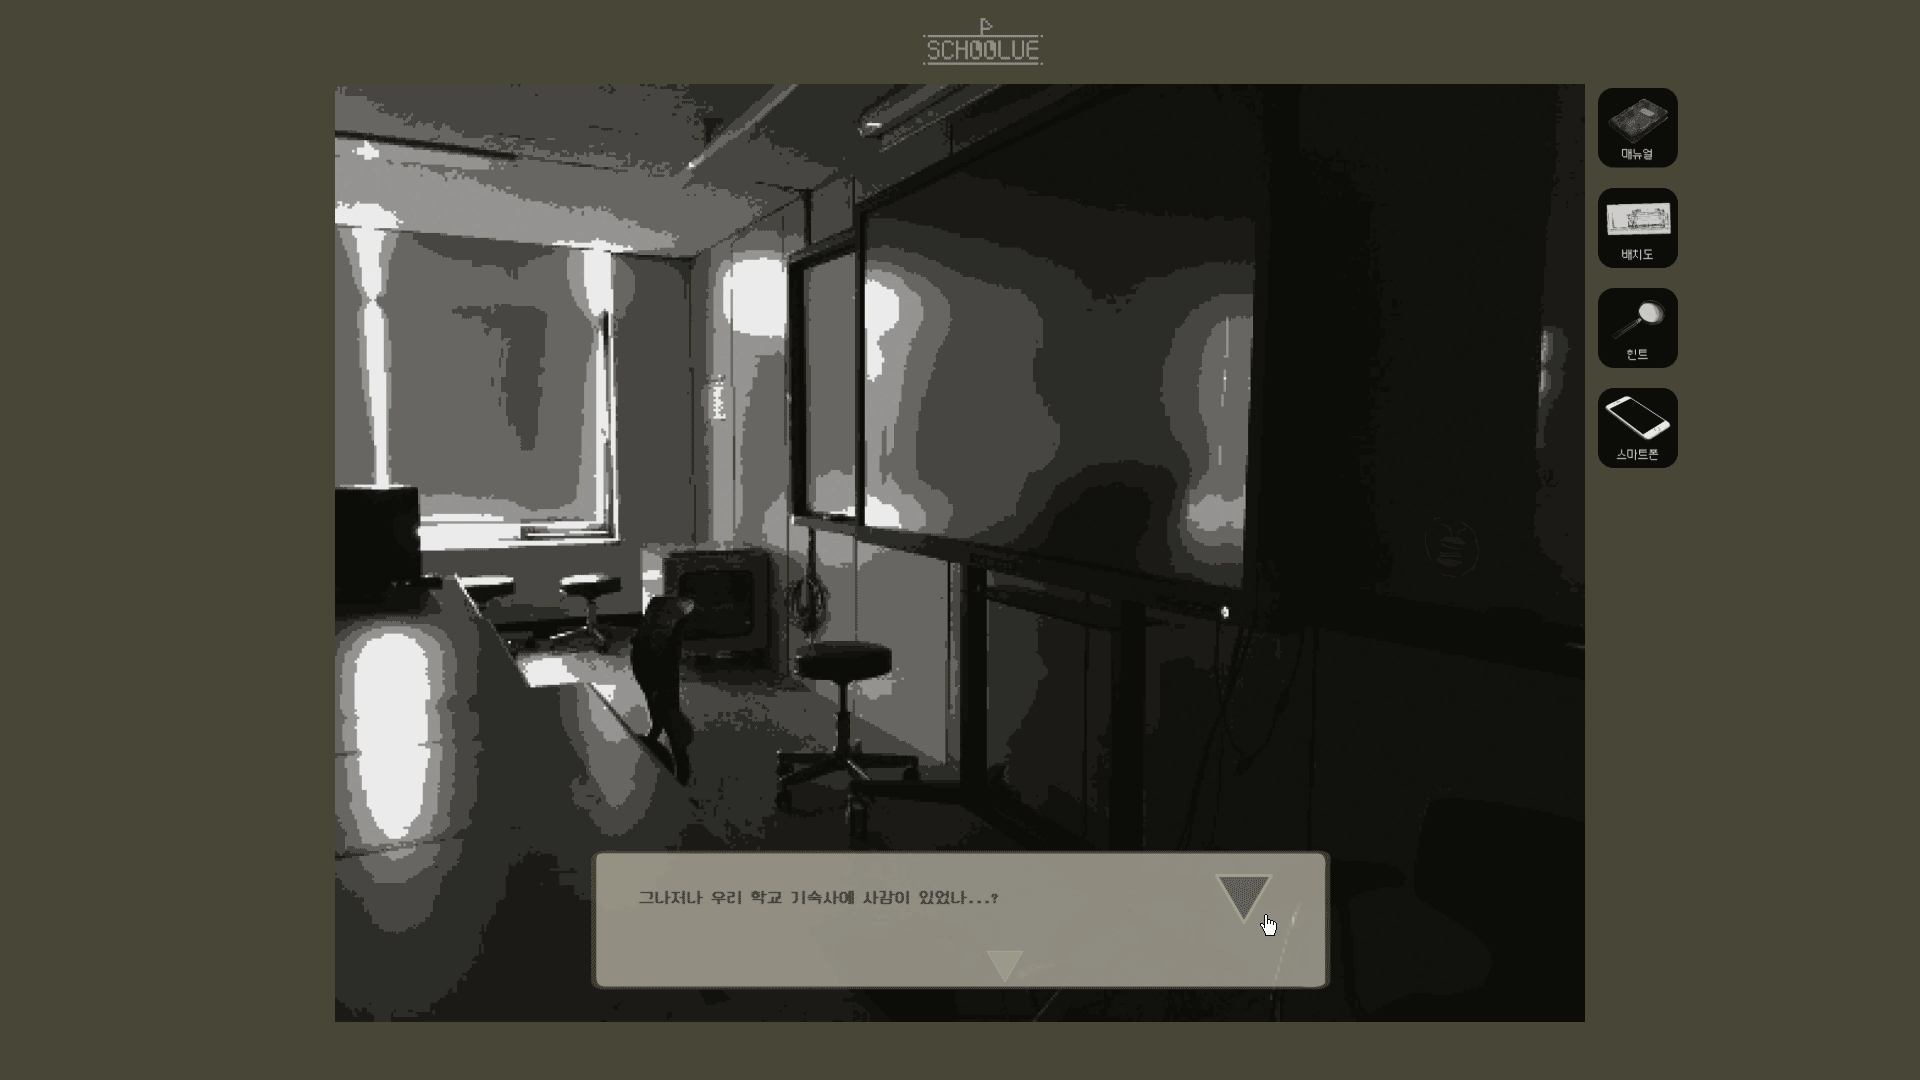 SCHOOLUE
매뉴얼
배치도
힌트
스마트폰
그나저나 우리 학교 기숙사에 사감이 있었나...?